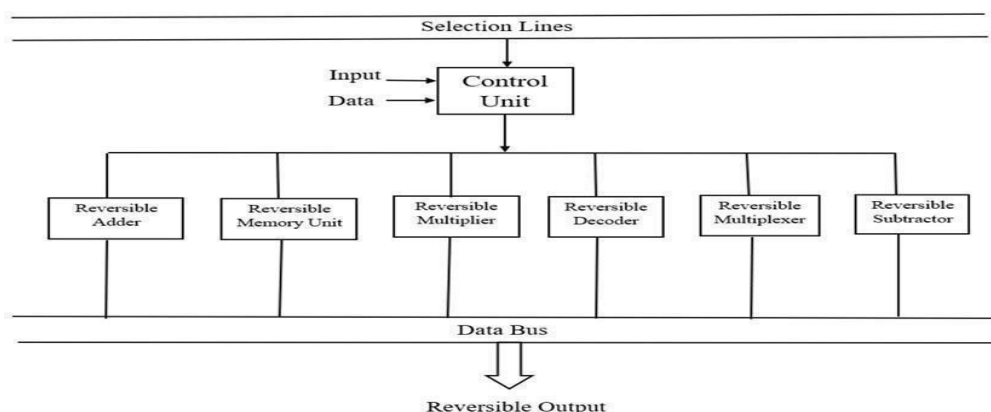 Selection Lines
Input
Data
Control
Unit
Reversible
Adder
Reversible
Memory Unit
Reversible
Multiplier
Reversible
Decoder
Reversible
Multiplexer
Reversible
Subtractor
Data Bus
Reversible Output